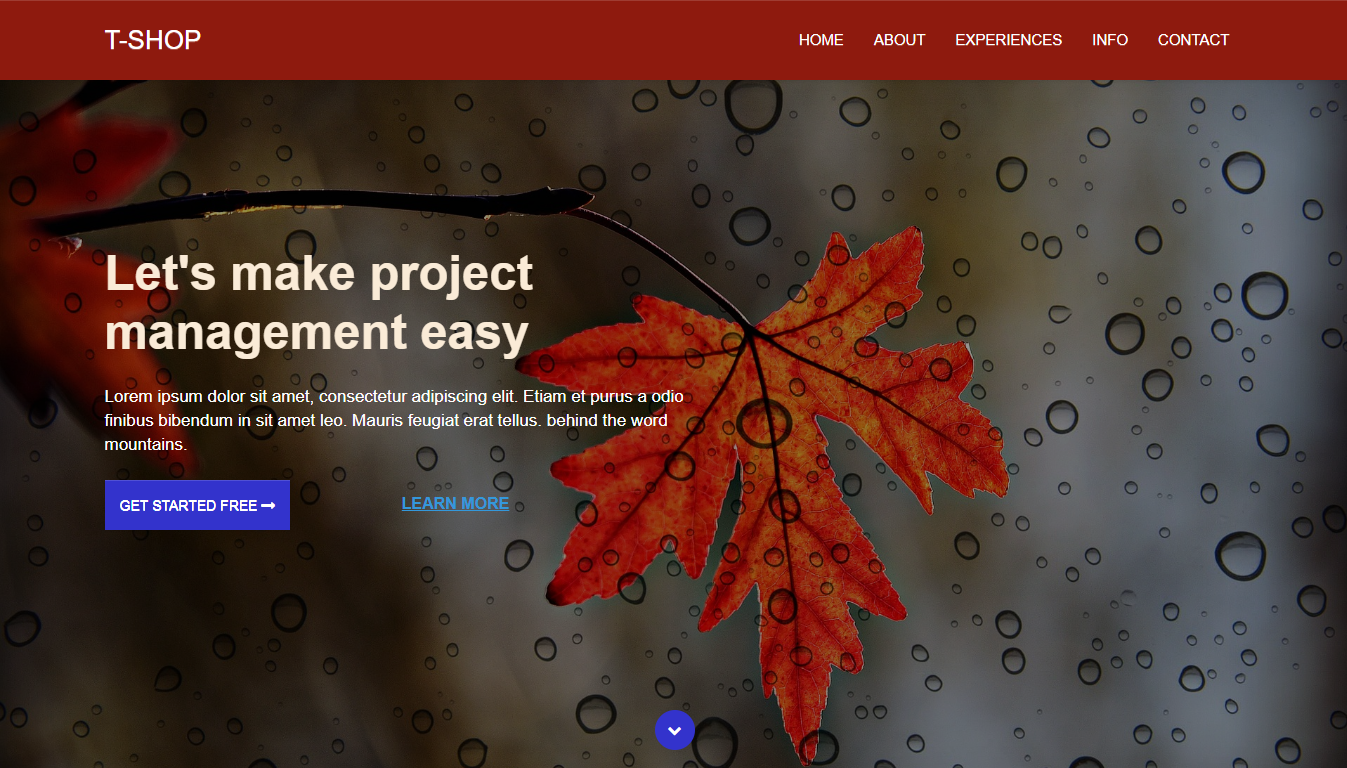 T-SHOP
HOME ABOUT EXPERIENCES INFO CONTACT
Let's make project
management easy
Lorem ipsum dolor sit amet, consectetur adipiscing elit. Etiam et purus a odio
finibus bibendum in sit amet leo. Mauris feugiat erat tellus. behind the word
mountains.
GET STARTED FREE
LEARN MORE